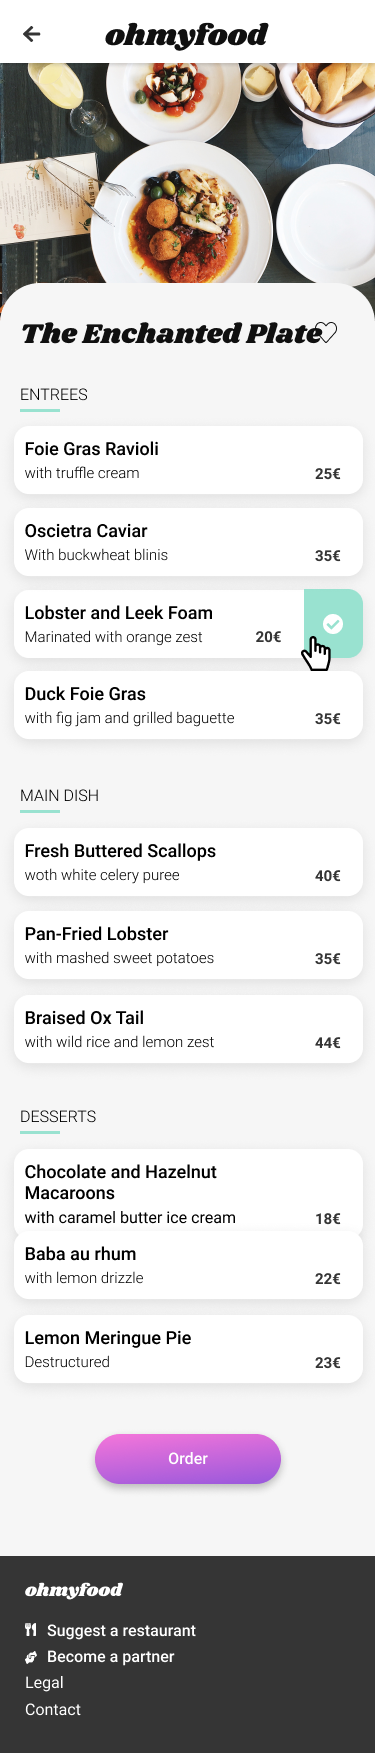 ohmyfood
The Enchanted Plate
ENTREES
Foie Gras Ravioli
with truffle cream
25€
Oscietra Caviar
With buckwheat blinis
35€
Lobster and Leek Foam
Marinated with orange zest
20€
Duck Foie Gras
with fig jam and grilled baguette
35€
MAIN DISH
Fresh Buttered Scallops
woth white celery puree
40€
Pan-Fried Lobster
with mashed sweet potatoes
35€
Braised Ox Tail
with wild rice and lemon zest
44€
DESSERTS
Chocolate and Hazelnut
Macaroons
with caramel butter ice cream
18€
Baba au rhum
with lemon drizzle
22€
Lemon Meringue Pie
Destructured
23€
Order
ohmyfood
Suggest a restaurant
Become a partner
Legal
Contact